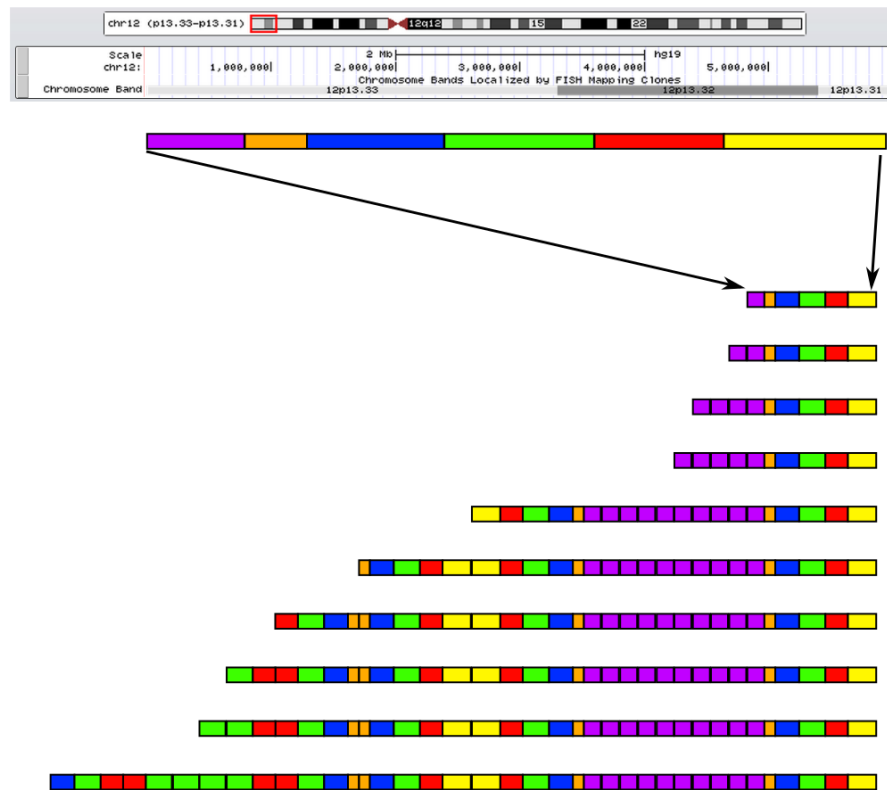 chr12 (p13.33-p13.31) 12q12 15 22
Scale 2 Mb hg19
chr12: 1,000,000 2,000,000 3,000,000 4,000,000 5,000,000
Chromosome Bands Localized by FISH Mapping Clones
Chromosome Band 12p13.33 12p13.32 12p13.31